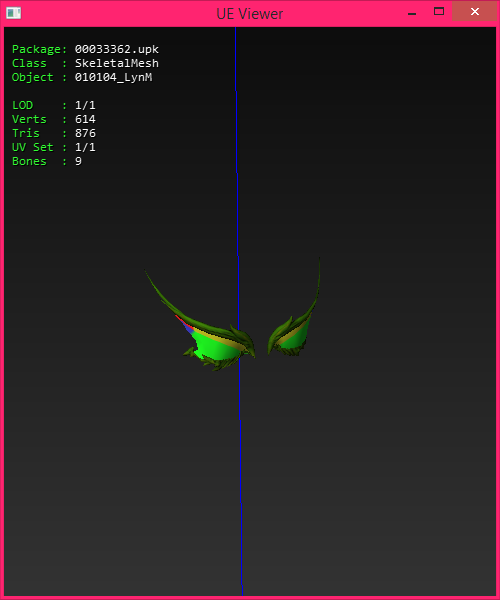 UE Viewer
Package: 00033362.upk
Class  : SkeletalMesh
Object : 010104_LynM
LOD    : 1/1
Verts  : 614
Tris   : 876
UV Set : 1/1
Bones  : 9